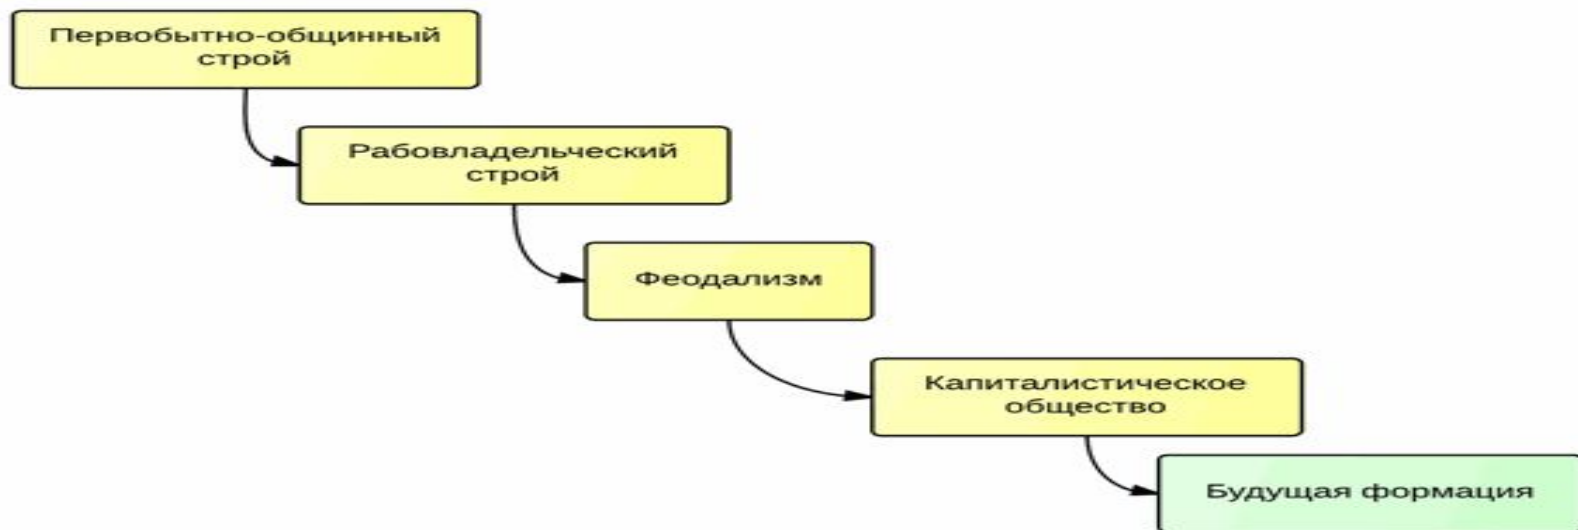 Первобытно-общинный
строй
Рабовладельческий
строй
Феодализм
Капиталистическое
общество
Будущая формация